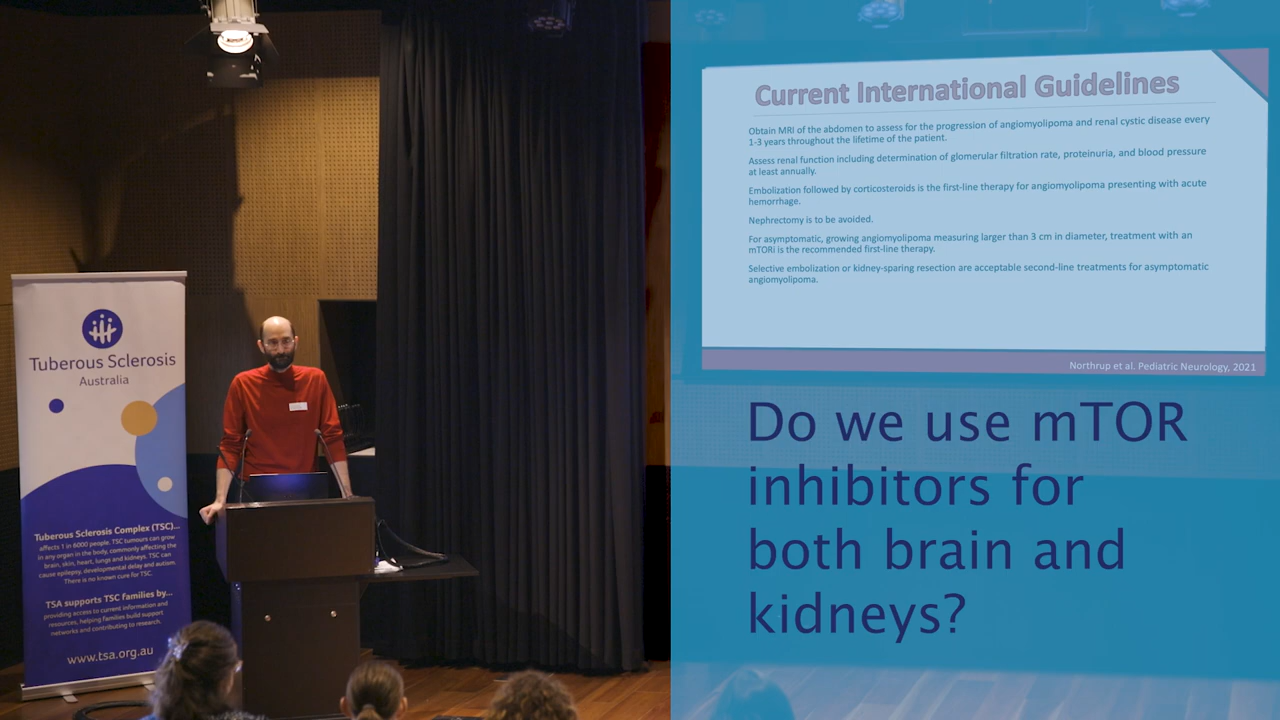 Tuberous Sclerosis
Australia
Tuberous Sclerosis Complex (TSC)...
affects 1 in 6000 people. TSC tumours can grow
in any organ in the body, commonly affecting the
brain, skin, heart, lungs and kidneys. TSC can
cause epilepsy, developmental delay and autism.
There is no known cure for TSC.
TSA supports TSC families by...
providing access to current information and
resources, helping families build support
networks and contributing to research.
www.tsa.org.au
Current International Guidelines
Obtain MRI of the abdomen to assess for the progression of angiomyolipoma and renal cystic disease every
1-3 years throughout the lifetime of the patient.
Assess renal function including determination of glomerular filtration rate, proteinuria, and blood pressure
at least annually.
Embolization followed by corticosteroids is the first-line therapy for angiomyolipoma presenting with acute
hemorrhage.
Nephrectomy is to be avoided.
For asymptomatic, growing angiomyolipoma measuring larger than 3 cm in diameter, treatment with an
mTORi is the recommended first-line therapy.
Selective embolization or kidney-sparing resection are acceptable second-line treatments for asymptomatic
angiomyolipoma.
Northrup et al. Pediatric Neurology, 2021
Do we use mTOR
inhibitors for
both brain and
kidneys?